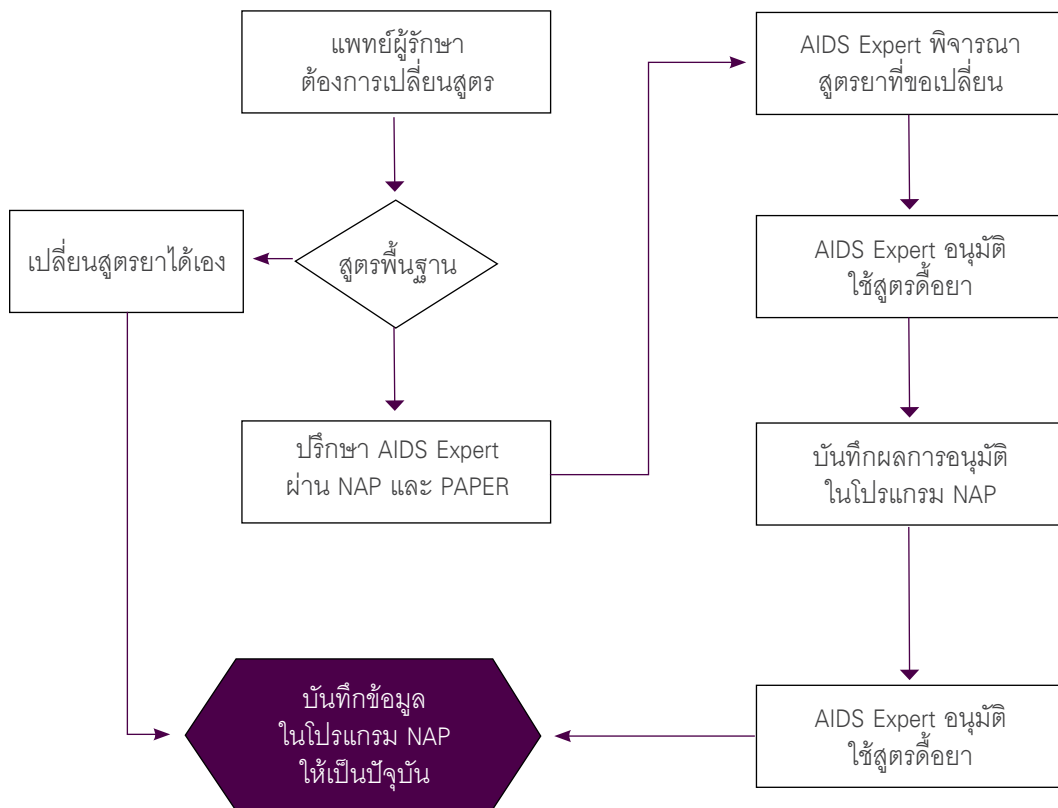 แพทย์ผู้รักษา
ต้องการเปลี่ยนสูตร
สูตรพื้นฐาน
เปลี่ยนสูตรยาได้เอง
ปรึกษา AIDS Expert
ผ่าน NAP และ PAPER
AIDS Expert พิจารณา
สูตรยาที่ขอเปลี่ยน
AIDS Expert อนุมัติ
ใช้สูตรดื้อยา
บันทึกผลการอนุมัติ
ในโปรแกรม NAP
AIDS Expert อนุมัติ
ใช้สูตรดื้อยา
บันทึกข้อมูล
ในโปรแกรม NAP
ให้เป็นปัจุบัน